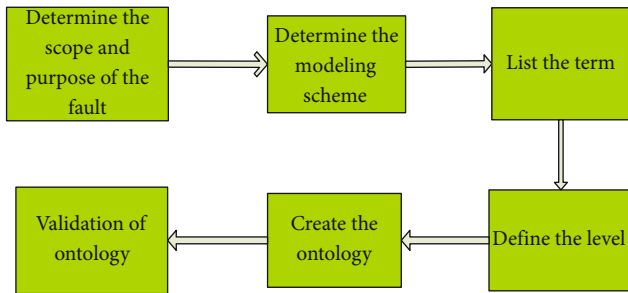 Determine the
scope and
purpose of the
fault
Determine the
modeling
scheme
List the term
Define the level
Create the
ontology
Validation of
ontology